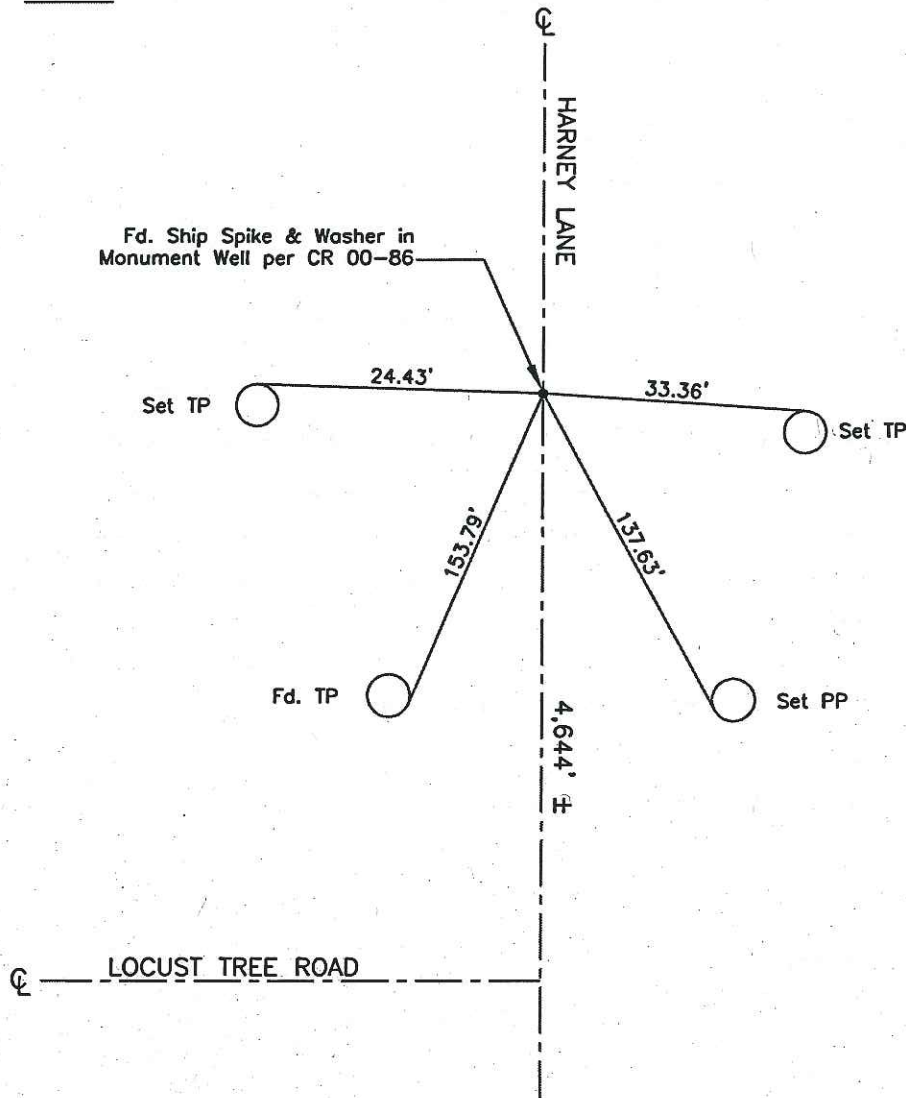 ℄
HARNEY LANE
Fd. Ship Spike & Washer in
Monument Well per CR 00-86
24.43'
33.36'
Set TP
Set TP
153.79'
137.63'
Fd. TP
Set PP
4,644' ±
LOCUST TREE ROAD
℄